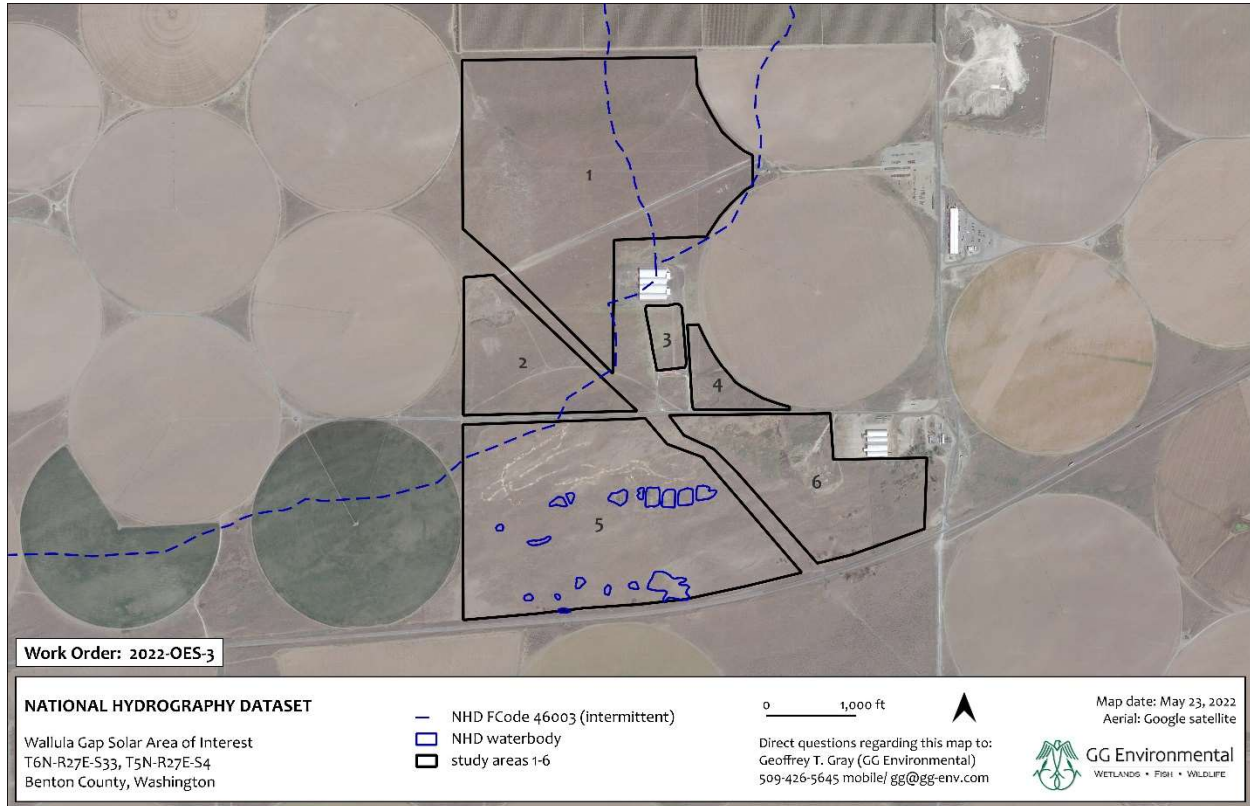 1
2
3
4
5
6
Work Order: 2022-OES-3
NATIONAL HYDROGRAPHY DATASET
Wallula Gap Solar Area of Interest
T6N-R27E-S33, T5N-R27E-S4
Benton County, Washington
NHD FCode 46003 (intermittent)
NHD waterbody
study areas 1-6
0 1,000 ft
Direct questions regarding this map to:
Geoffrey T. Gray (GG Environmental)
509-426-5645 mobile/ gg@gg-env.com
Map date: May 23, 2022
Aerial: Google satellite
GG Environmental
WETLANDS • FISH • WILDLIFE